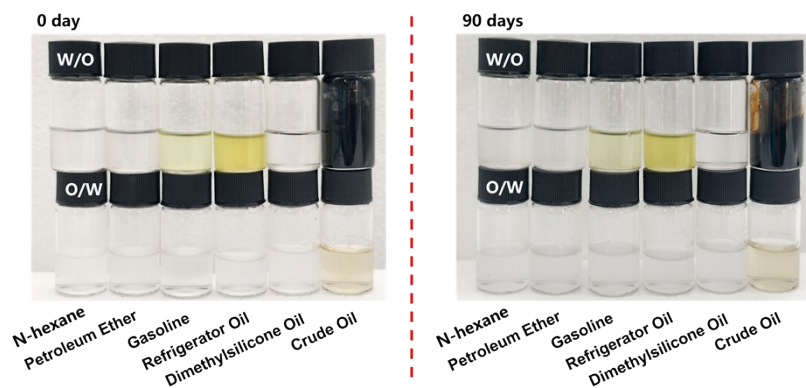 0 day
90 days
W/O
W/O
O/W
O/W
N-hexane
Petroleum Ether
Gasoline
Refrigerator Oil
Dimethylsilicone Oil
Crude Oil
N-hexane
Petroleum Ether
Gasoline
Refrigerator Oil
Dimethylsilicone Oil
Crude Oil